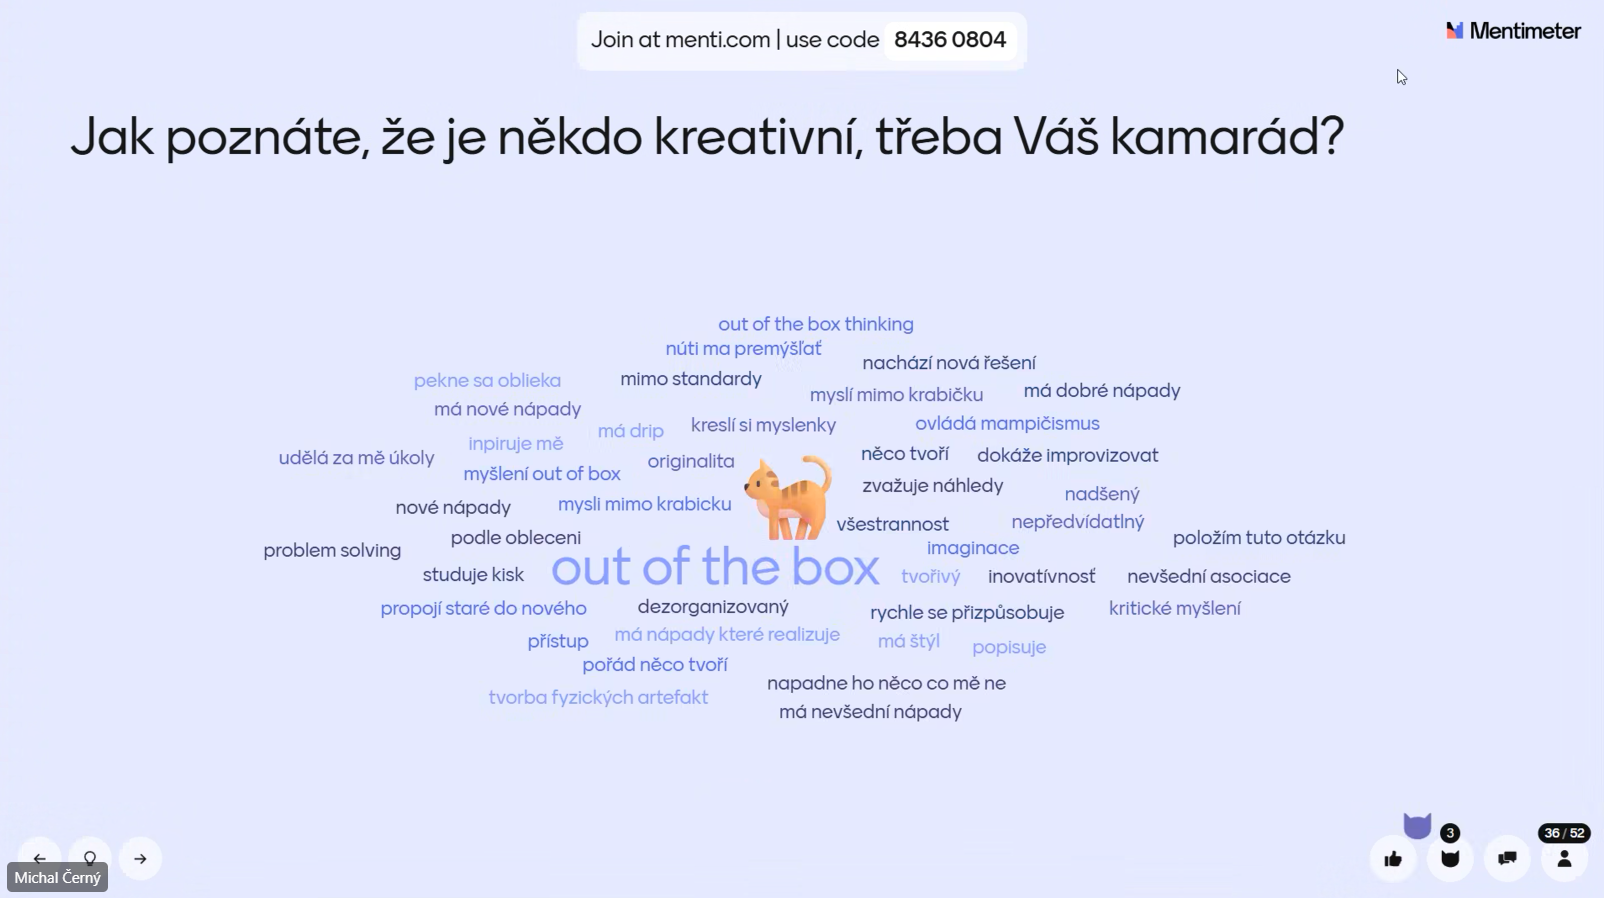 Join at menti.com | use code 8436 0804
Mentimeter
Jak poznáte, že je někdo kreativní, třeba Váš kamarád?
out of the box thinking
núti ma premýšľať
nachází nová řešení
pekne sa oblieka
mimo standardy
myslí mimo krabičku
má dobré nápady
má nové nápady
má drip
kreslí si myslenky
ovládá mampičismus
inpiruje mě
udělá za mě úkoly
originalita
něco tvoří
dokáže improvizovat
myšlení out of box
zvažuje náhledy
nadšený
nové nápady
mysli mimo krabicku
všestrannost
nepředvídatlný
problem solving
podle obleceni
položím tuto otázku
imaginace
out of the box
studuje kisk
tvořivý
inovatívnosť
nevšední asociace
propojí staré do nového
dezorganizovaný
rychle se přizpůsobuje
kritické myšlení
přístup
má nápady které realizuje
má štýl
popisuje
pořád něco tvoří
napadne ho něco co mě ne
tvorba fyzických artefakt
má nevšední nápady
3
36 / 52
Michal Černý